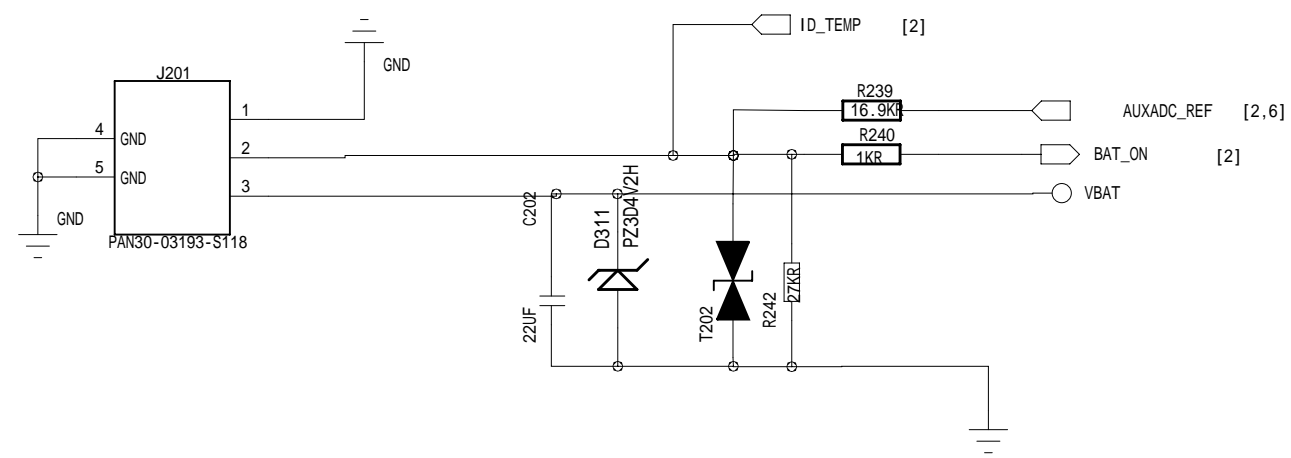 ID_TEMP [2]
GND
J201
R239
16.9KR
AUXADC_REF [2,6]
1
4 GND
R240
2
1KR
BAT_ON [2]
5 GND
3
VBAT
GND
PAN30-03193-S118
C202
22UF
D311
PZ3D4V2H
T202
R242
27KR